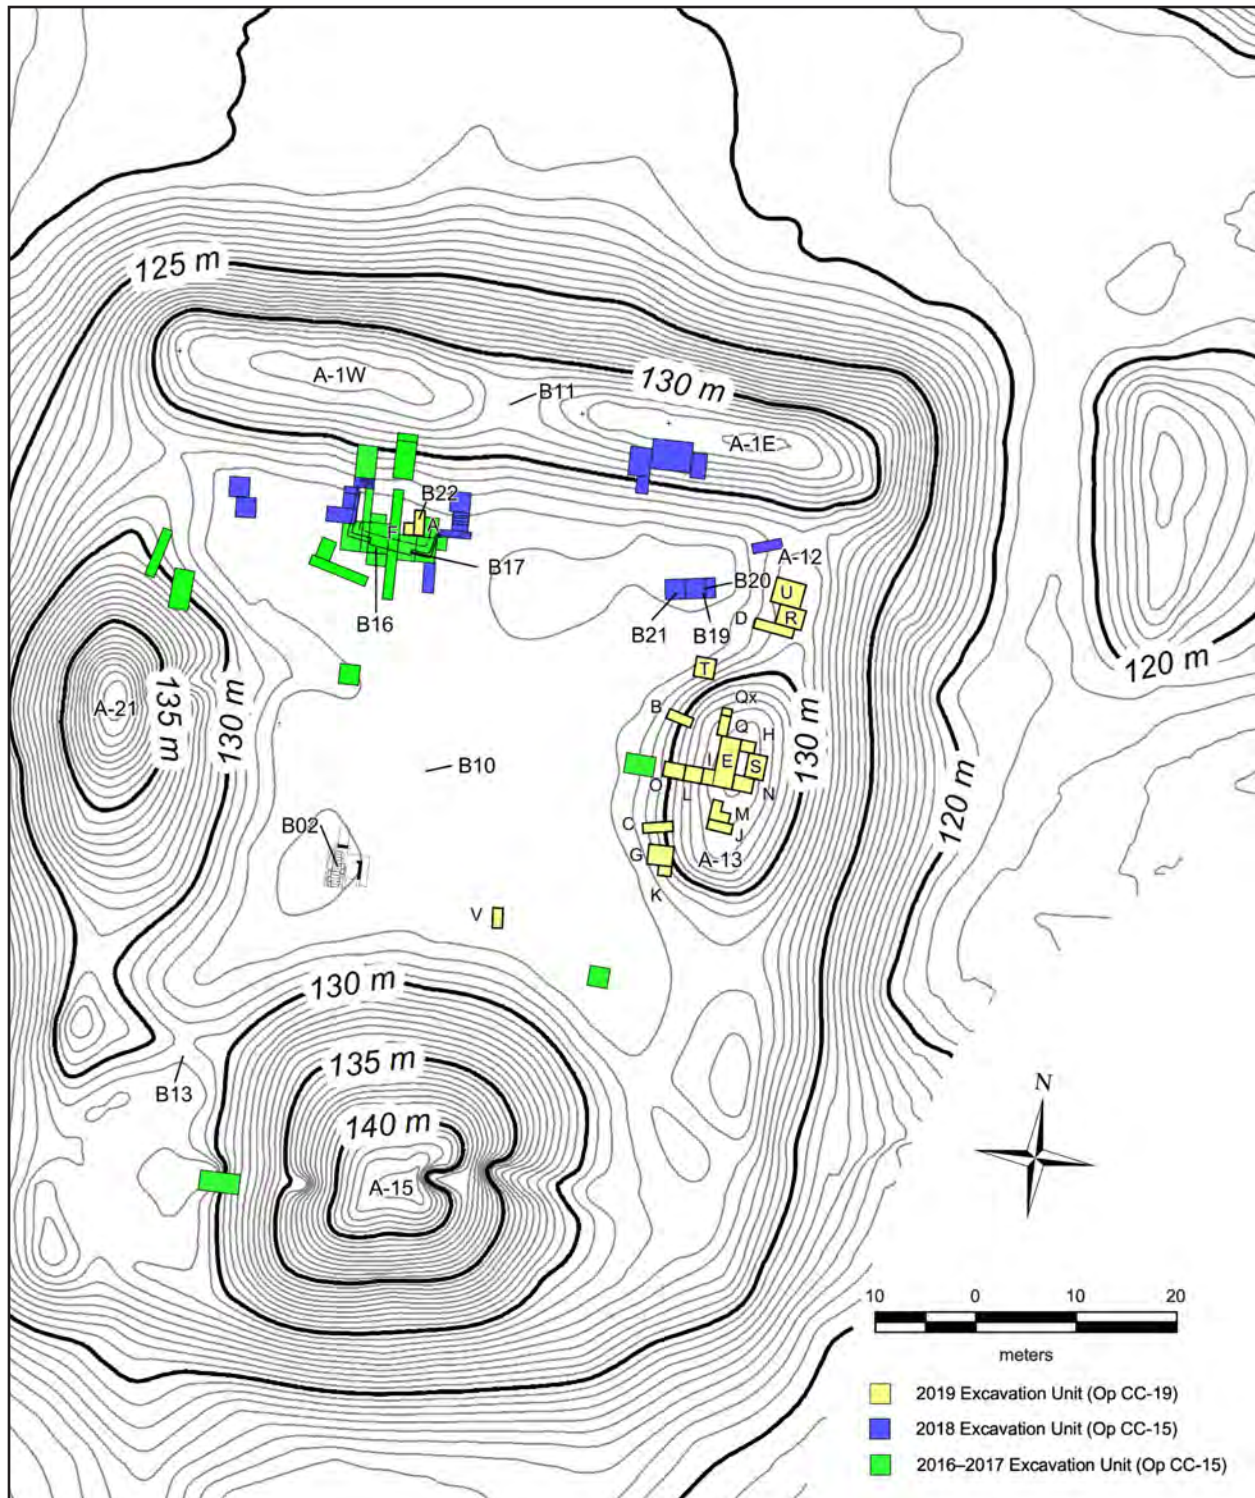 125 m
A-1W
B11
130 m
A-1E
B22
F
A
B17
B16
A-12
B20
U
B21
B19
D
R
T
120 m
A-21
135 m
130 m
Qx
B
Q
H
130 m
I
E
S
B10
O
L
N
120 m
M
C
J
B02
G
A-13
K
V
130 m
135 m
B13
140 m
A-15
N
10 0 10 20
meters
2019 Excavation Unit (Op CC-19)
2018 Excavation Unit (Op CC-15)
2016–2017 Excavation Unit (Op CC-15)